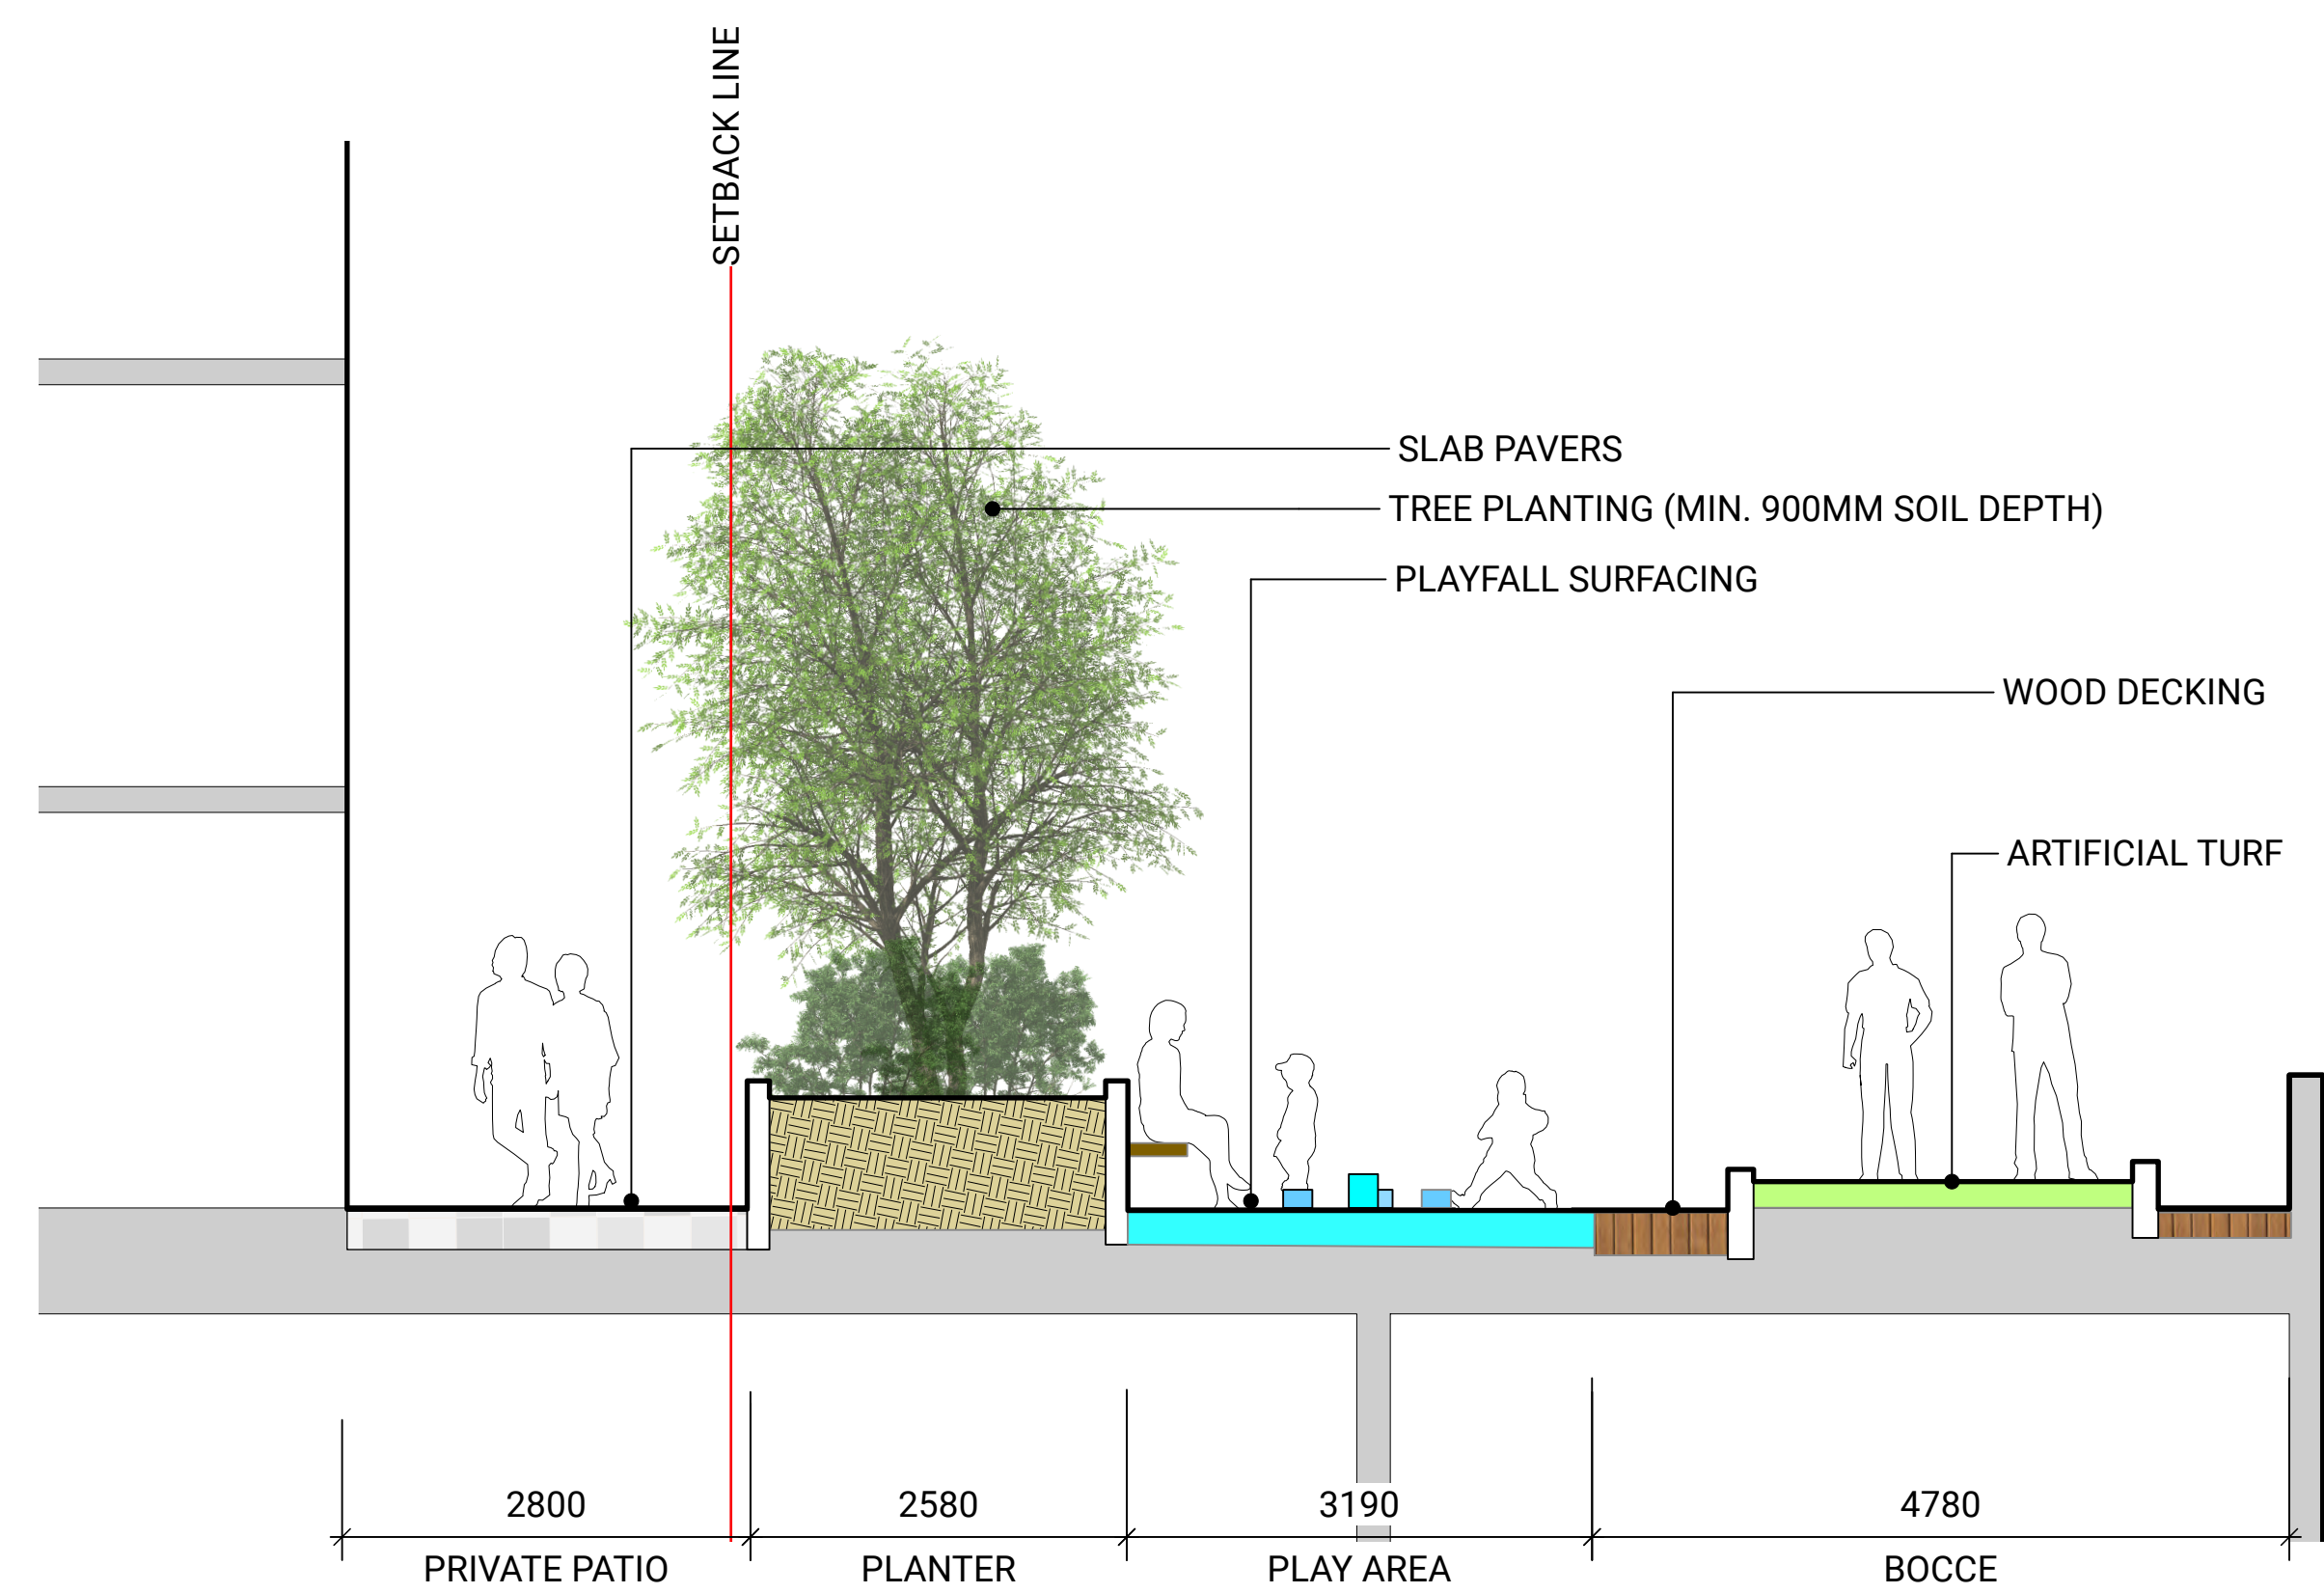 SETBACK LINE
SLAB PAVERS
TREE PLANTING (MIN. 900MM SOIL DEPTH)
PLAYFALL SURFACING
WOOD DECKING
ARTIFICIAL TURF
2800
2580
3190
4780
PRIVATE PATIO
PLANTER
PLAY AREA
BOCCE